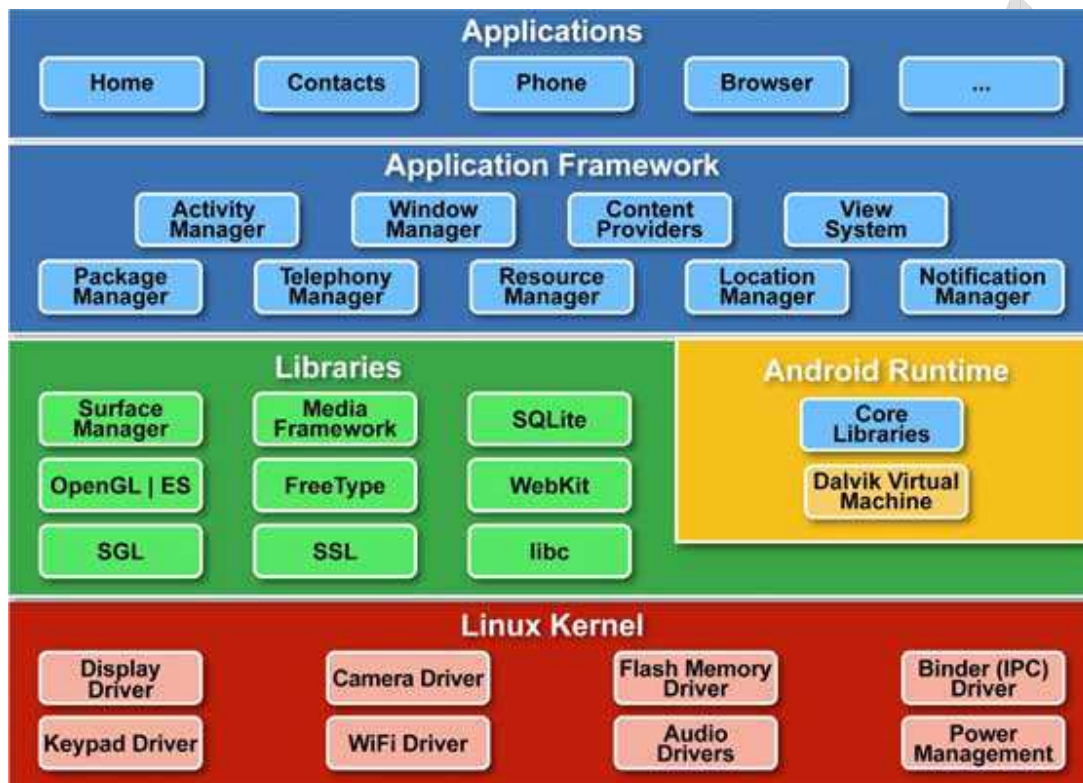 Applications
Home Contacts Phone Browser ...
Application Framework
Activity Manager
Window Manager
Content Providers
View System
Package Manager
Telephony Manager
Resource Manager
Location Manager
Notification Manager
Libraries
Surface Manager
Media Framework
SQLite
OpenGL | ES
FreeType
WebKit
SGL
SSL
libc
Android Runtime
Core Libraries
Dalvik Virtual Machine
Linux Kernel
Display Driver
Camera Driver
Flash Memory Driver
Binder (IPC) Driver
Keypad Driver
WiFi Driver
Audio Drivers
Power Management